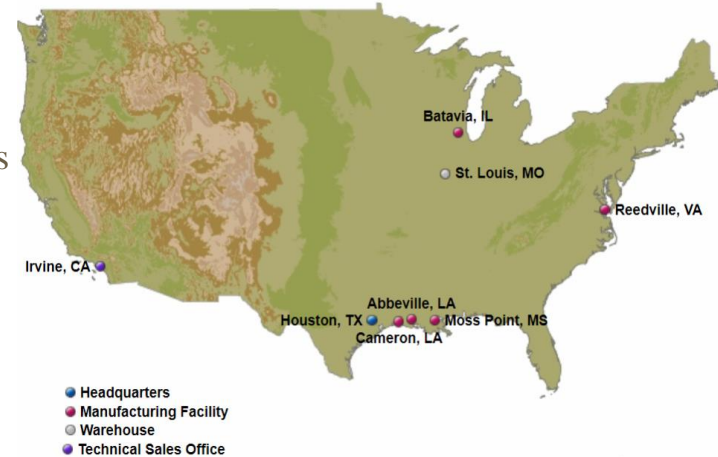 Batavia, IL
St. Louis, MO
S
Reedville, VA
Irvine, CA
Abbeville, LA
Houston, TX
Moss Point, MS
Cameron, LA
Headquarters
Manufacturing Facility
Warehouse
Technical Sales Office